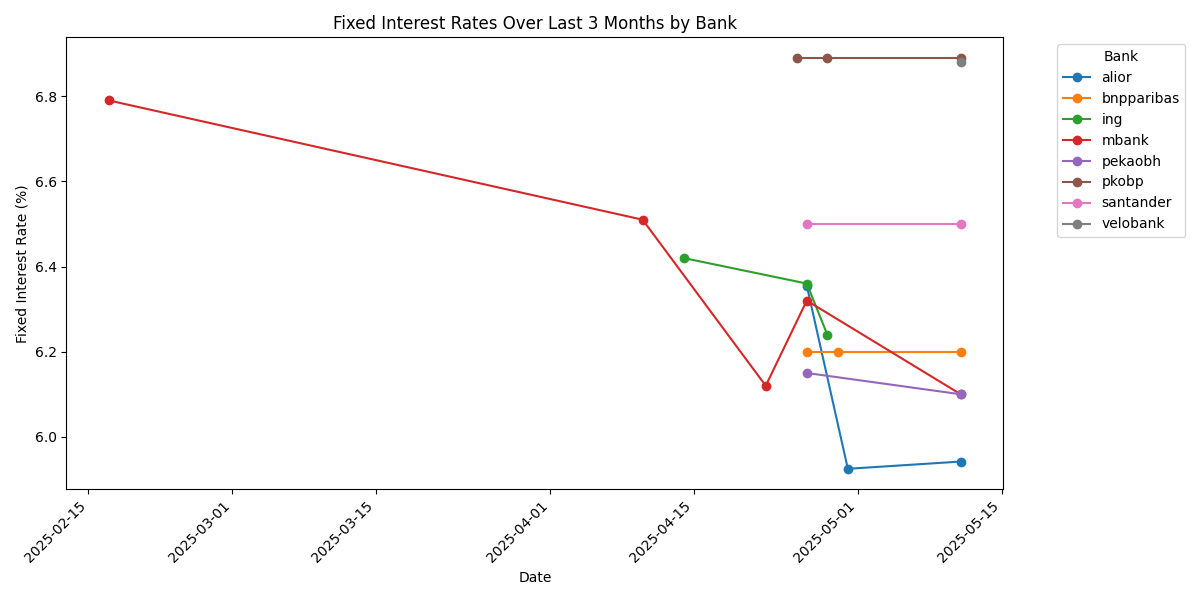 Fixed Interest Rates Over Last 3 Months by Bank
Fixed Interest Rate (%)
6.8
6.6
6.4
6.2
6.0
2025-02-15
2025-03-01
2025-03-15
2025-04-01
2025-04-15
2025-05-01
2025-05-15
Date
Bank
alior
bnpparibas
ing
mbank
pekaobh
pkobp
santander
velobank